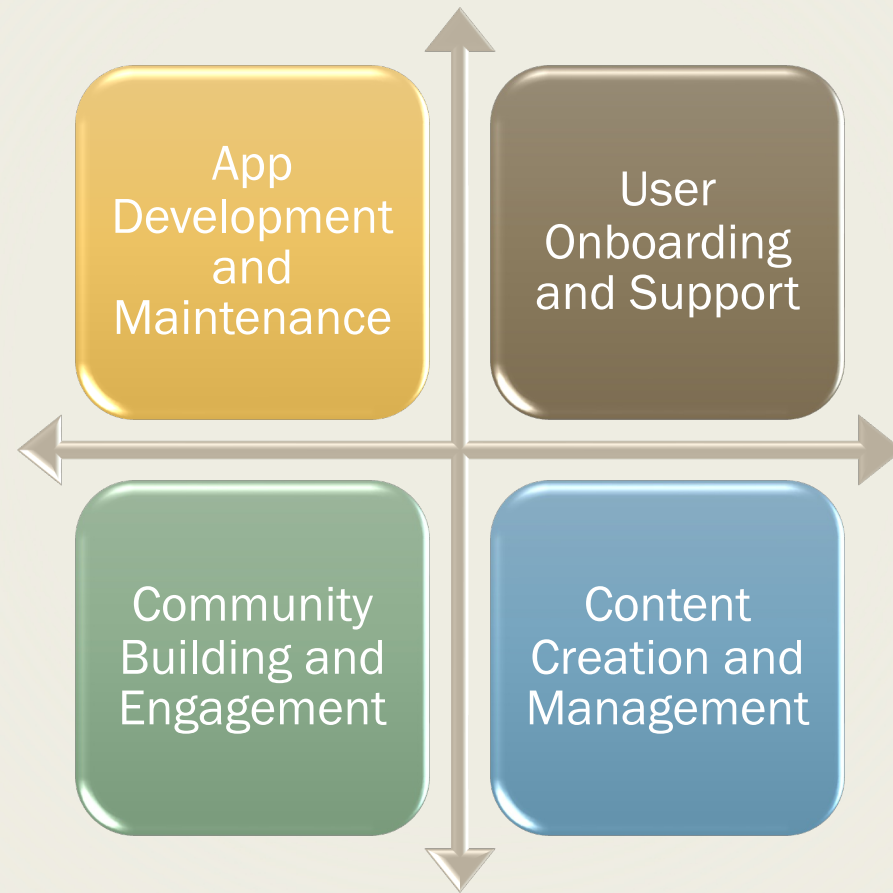 App
Development
and
Maintenance
User
Onboarding
and Support
Community
Building and
Engagement
Content
Creation and
Management